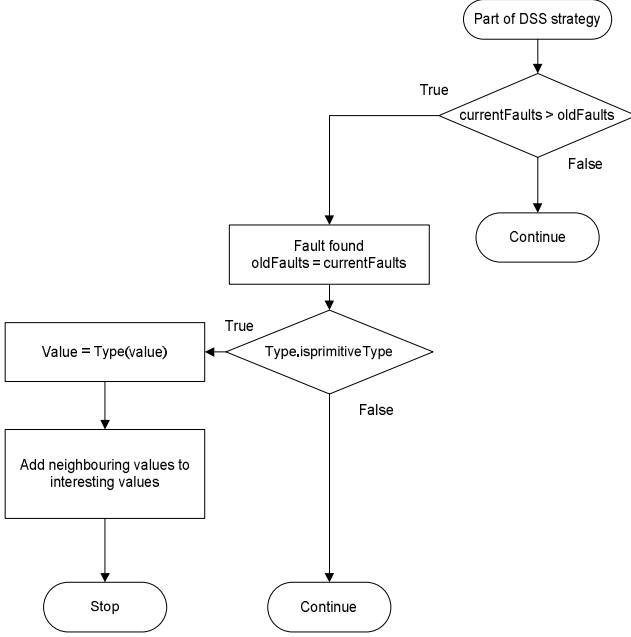 Part of DSS strategy
True
currentFaults > oldFaults
False
Continue
Fault found
oldFaults = currentFaults
True
Type.isprimitiveType
Value = Type(value)
False
Add neighbouring values to
interesting values
Stop
Continue